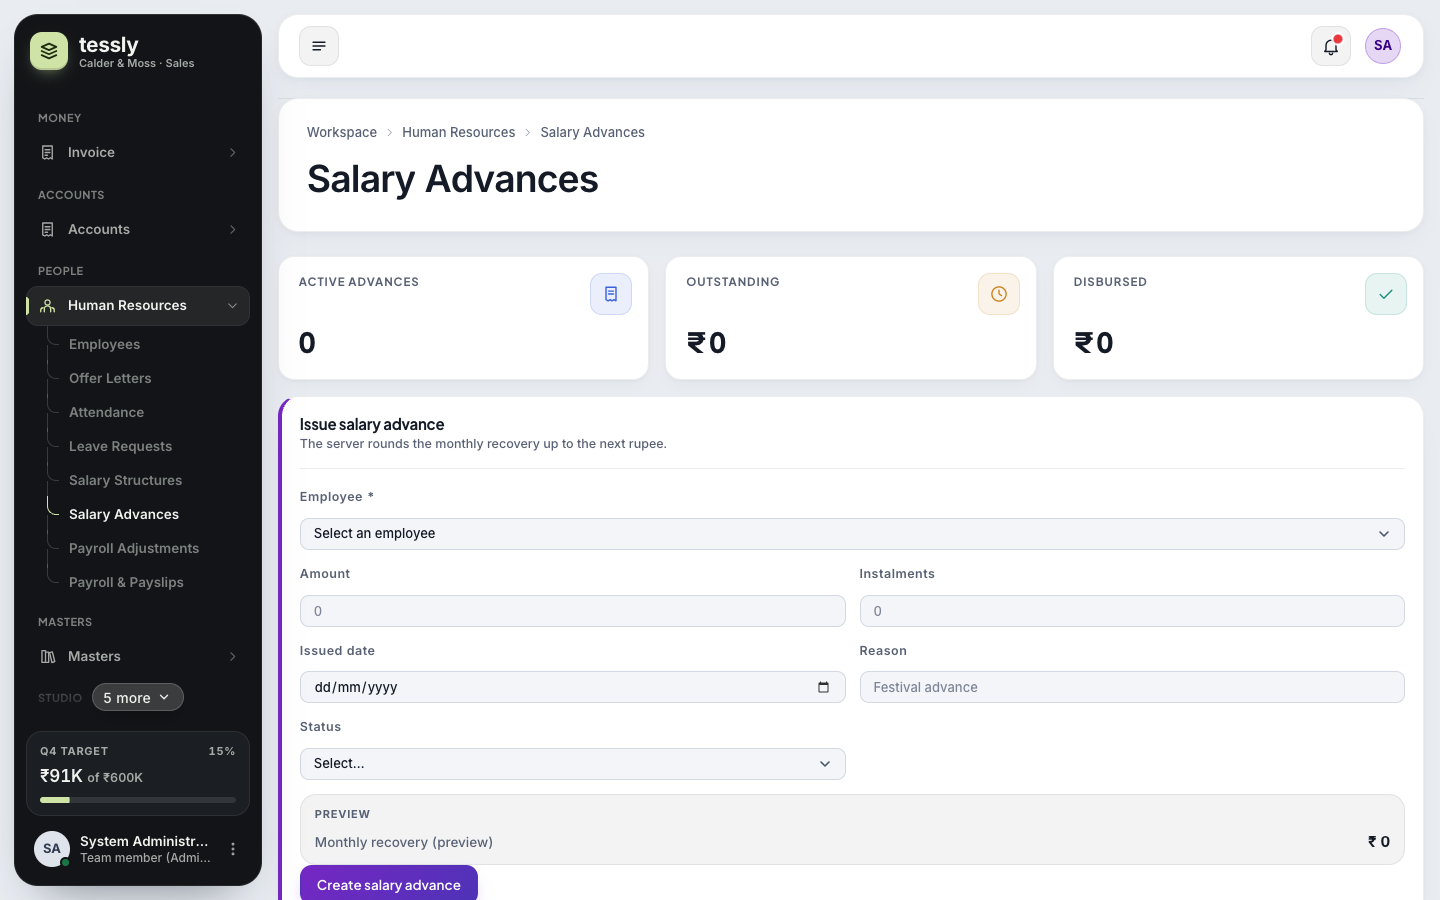 tessly
Calder & Moss · Sales
MONEY
Invoice
ACCOUNTS
Accounts
PEOPLE
Human Resources
Employees
Offer Letters
Attendance
Leave Requests
Salary Structures
Salary Advances
Payroll Adjustments
Payroll & Payslips
MASTERS
Masters
STUDIO
5 more
Q4 TARGET 15%
₹91K of ₹600K
SA
System Administr...
Team member (Admi...
SA
Workspace > Human Resources > Salary Advances
Salary Advances
ACTIVE ADVANCES
0
OUTSTANDING
₹0
DISBURSED
₹0
Issue salary advance
The server rounds the monthly recovery up to the next rupee.
Employee *
Select an employee
Amount
0
Instalments
0
Issued date
dd/mm/yyyy
Reason
Festival advance
Status
Select...
PREVIEW
Monthly recovery (preview) ₹ 0
Create salary advance